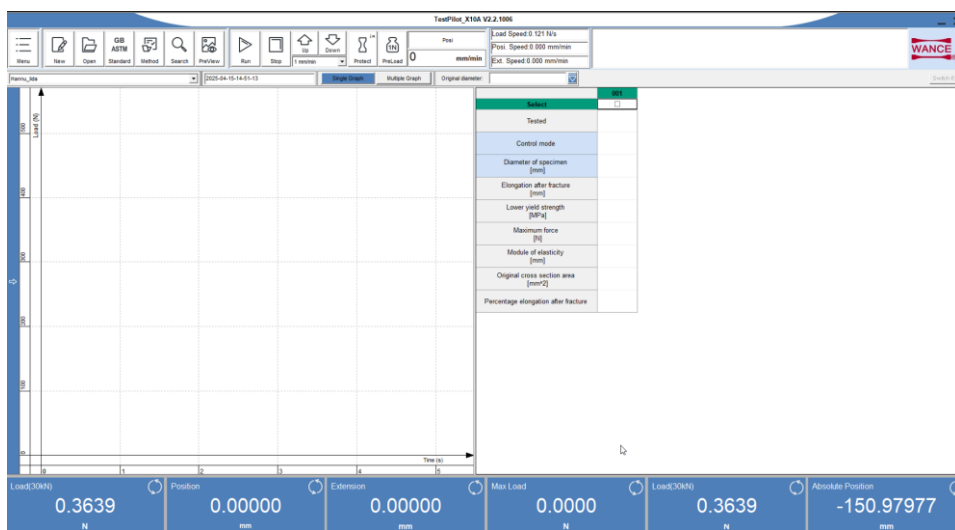 TestPilot_X10A V2.2.1006
Menu
New
Open
GB
ASTM
Standard
Method
Search
PreView
Run
Stop
Up
Down
1 mm/min
Protect
1N
PreLoad
Posi
0
mm/min
Load Speed:0.121 N/s
Posi. Speed:0.000 mm/min
Ext. Speed:0.000 mm/min
WANCE
2025-04-15-14-51-13
Single Graph
Multiple Graph
Original diameter
Load (N)
500
400
300
200
100
0
0
1
2
3
4
5
Time (s)
001
Select
Tested
Control mode
Diameter of specimen
[mm]
Elongation after fracture
[mm]
Lower yield strength
[MPa]
Maximum force
[N]
Module of elasticity
[mm]
Original cross section area
[mm^2]
Percentage elongation after fracture
Load(30kN)
0.3639
N
Position
0.00000
mm
Extension
0.00000
mm
Max Load
0.0000
N
Load(30kN)
0.3639
N
Absolute Position
-150.97977
mm